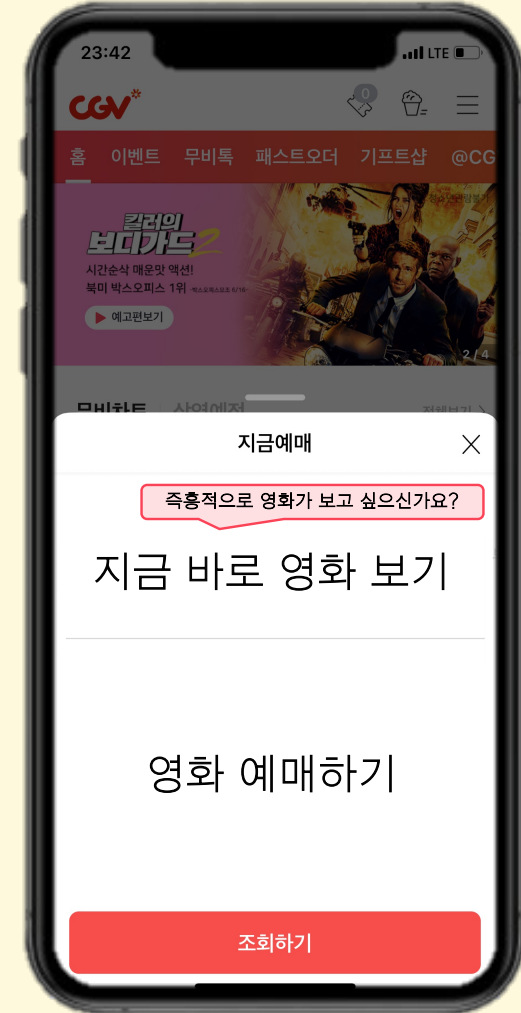 23:42
LTE
CGV
0
홈 이벤트 무비톡 패스트오더 기프트샵 @CG
킬러의
보디가드2
시간순삭 매운맛 액션!
북미 박스오피스 1위
예고편보기
2/4
무비차트 상영예정 전체보기
지금예매
즉흥적으로 영화가 보고 싶으신가요?
지금 바로 영화 보기
영화 예매하기
조회하기